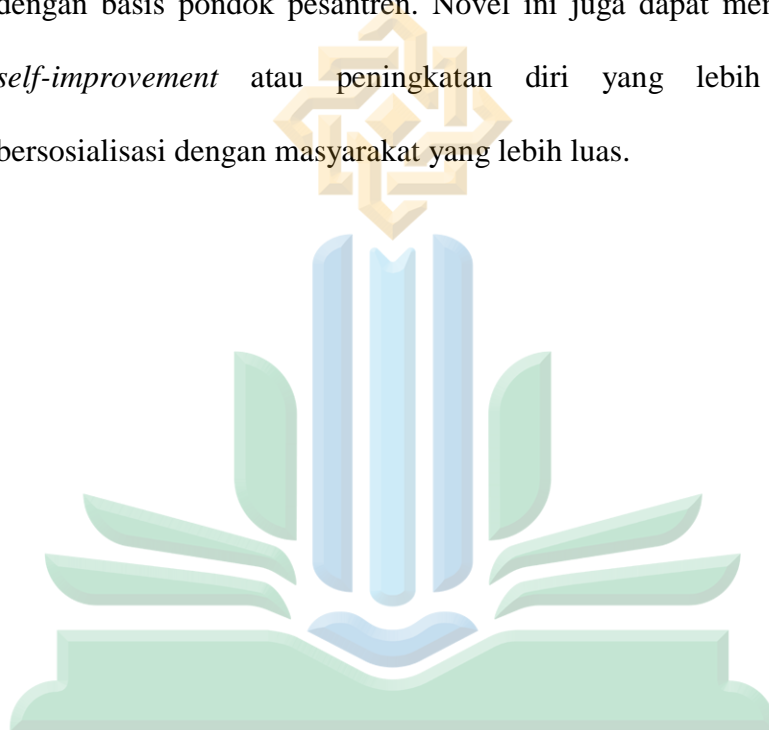 dengan basis pondok pesantren. Novel ini juga dapat
self-improvement atau peningkatan diri yang lebih
bersosialisasi dengan masyarakat yang lebih luas.